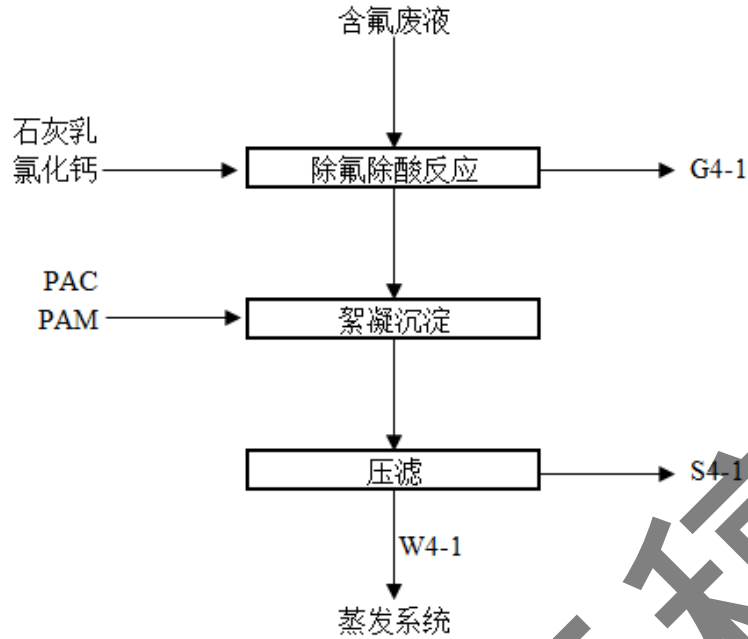 含氟废液
石灰乳
氯化钙
除氟除酸反应
G4-1
PAC
PAM
絮凝沉淀
压滤
S4-1
W4-1
蒸发系统